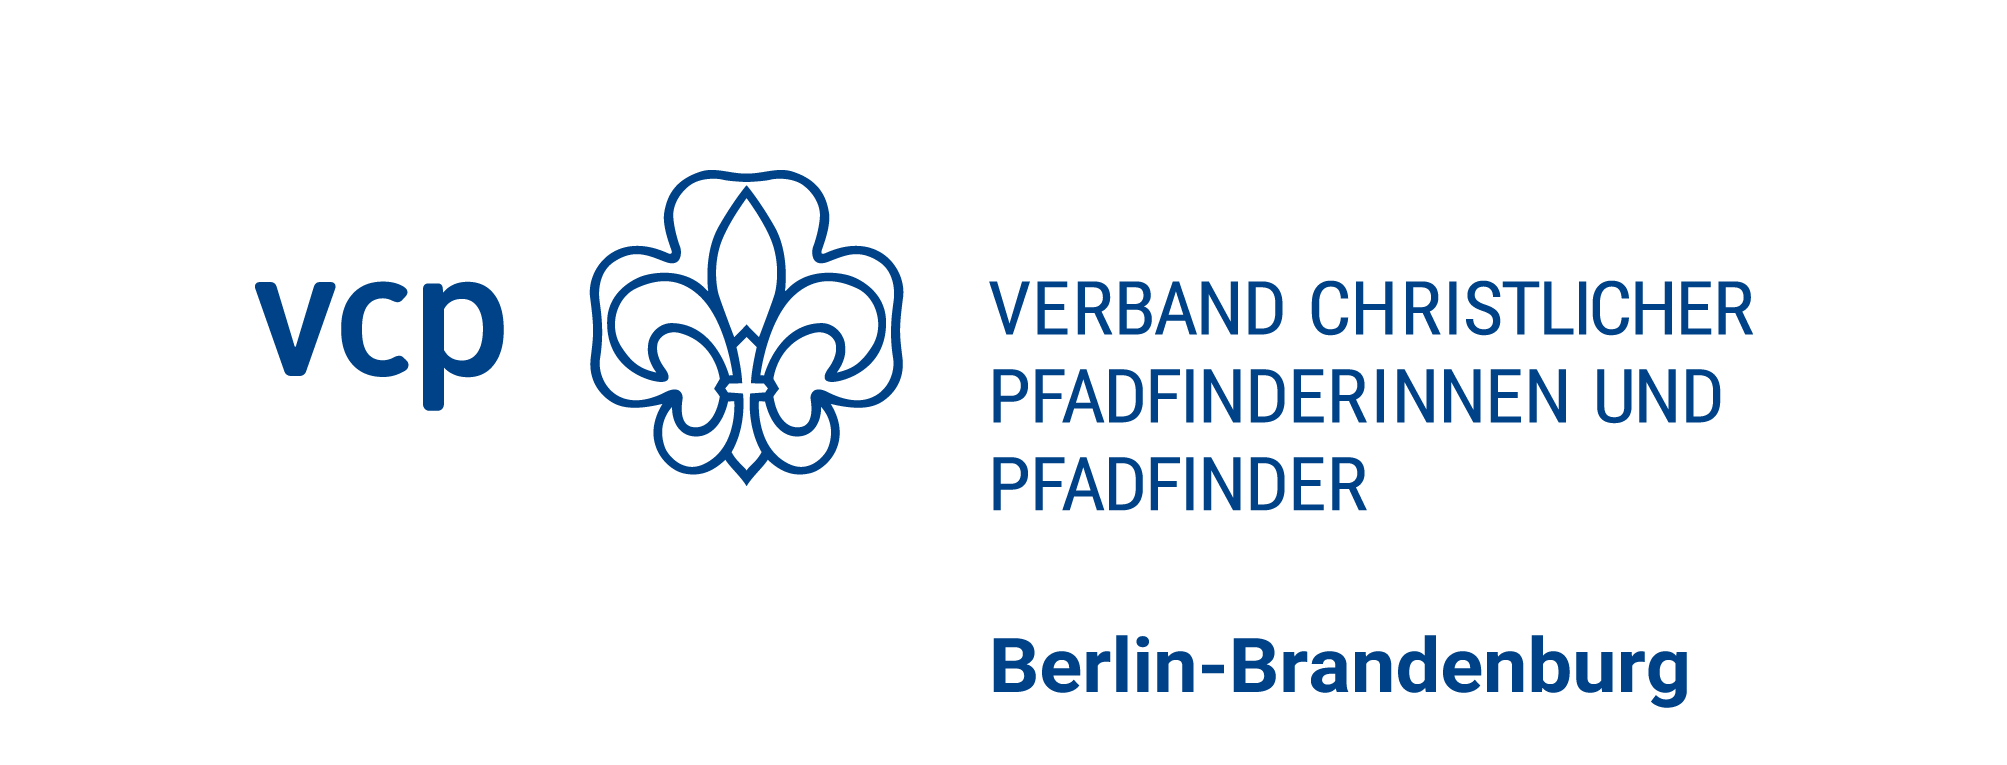 vcp
VERBAND CHRISTLICHER
PFADFINDERINNEN UND
PFADFINDER
Berlin-Brandenburg